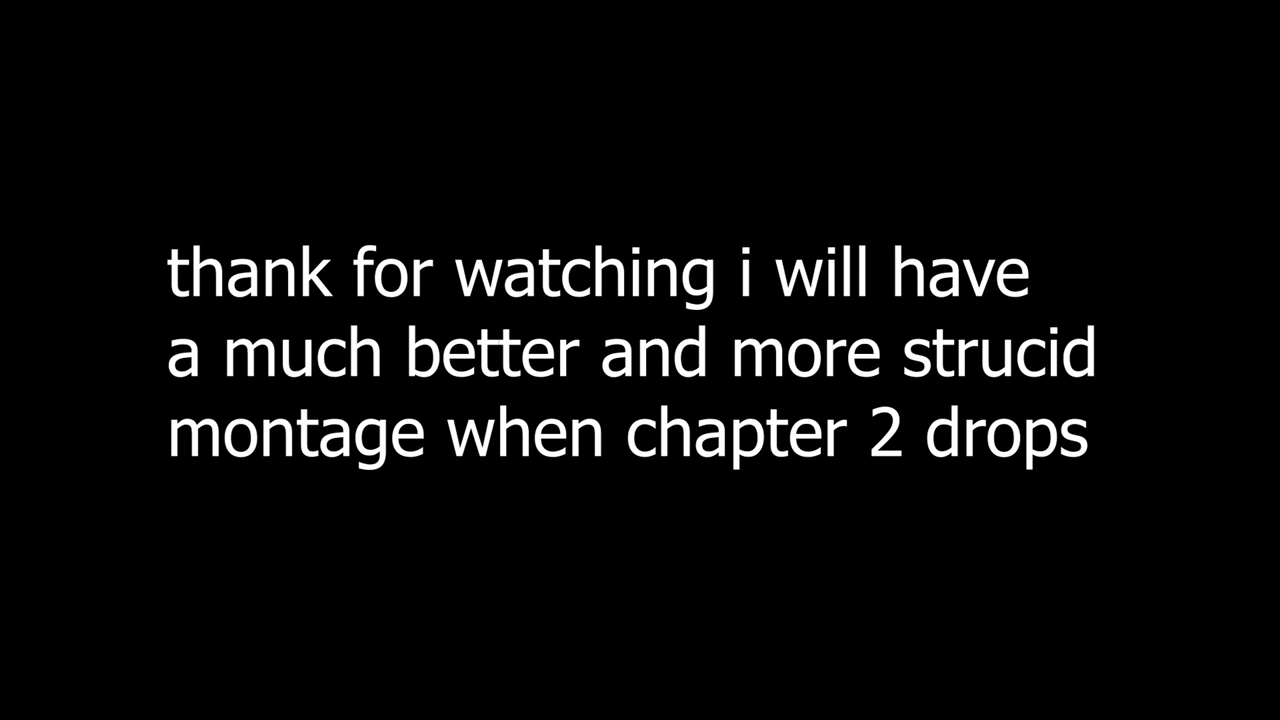 thank for watching i will have
a much better and more strucid
montage when chapter 2 drops